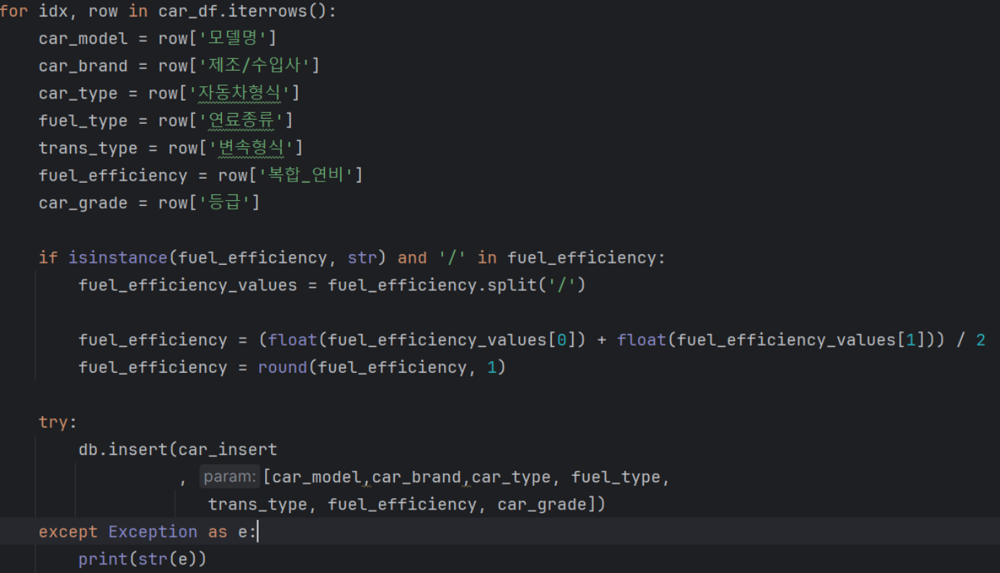 for idx, row in car_df.iterrows():
    car_model = row['모델명']
    car_brand = row['제조/수입사']
    car_type = row['자동차형식']
    fuel_type = row['연료종류']
    trans_type = row['변속형식']
    fuel_efficiency = row['복합_연비']
    car_grade = row['등급']
    if isinstance(fuel_efficiency, str) and '/' in fuel_efficiency:
        fuel_efficiency_values = fuel_efficiency.split('/')
        fuel_efficiency = (float(fuel_efficiency_values[0]) + float(fuel_efficiency_values[1])) / 2
        fuel_efficiency = round(fuel_efficiency, 1)
    try:
        db.insert(car_insert
                  , param: [car_model,car_brand,car_type, fuel_type,
                     trans_type, fuel_efficiency, car_grade])
    except Exception as e:
        print(str(e))